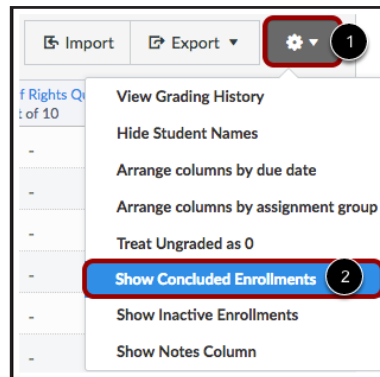 Import Export 1
f Rights Qu
t of 10
View Grading History
-
Hide Student Names
-
Arrange columns by due date
Arrange columns by assignment group
-
Treat Ungraded as 0
-
Show Concluded Enrollments 2
-
Show Inactive Enrollments
-
Show Notes Column